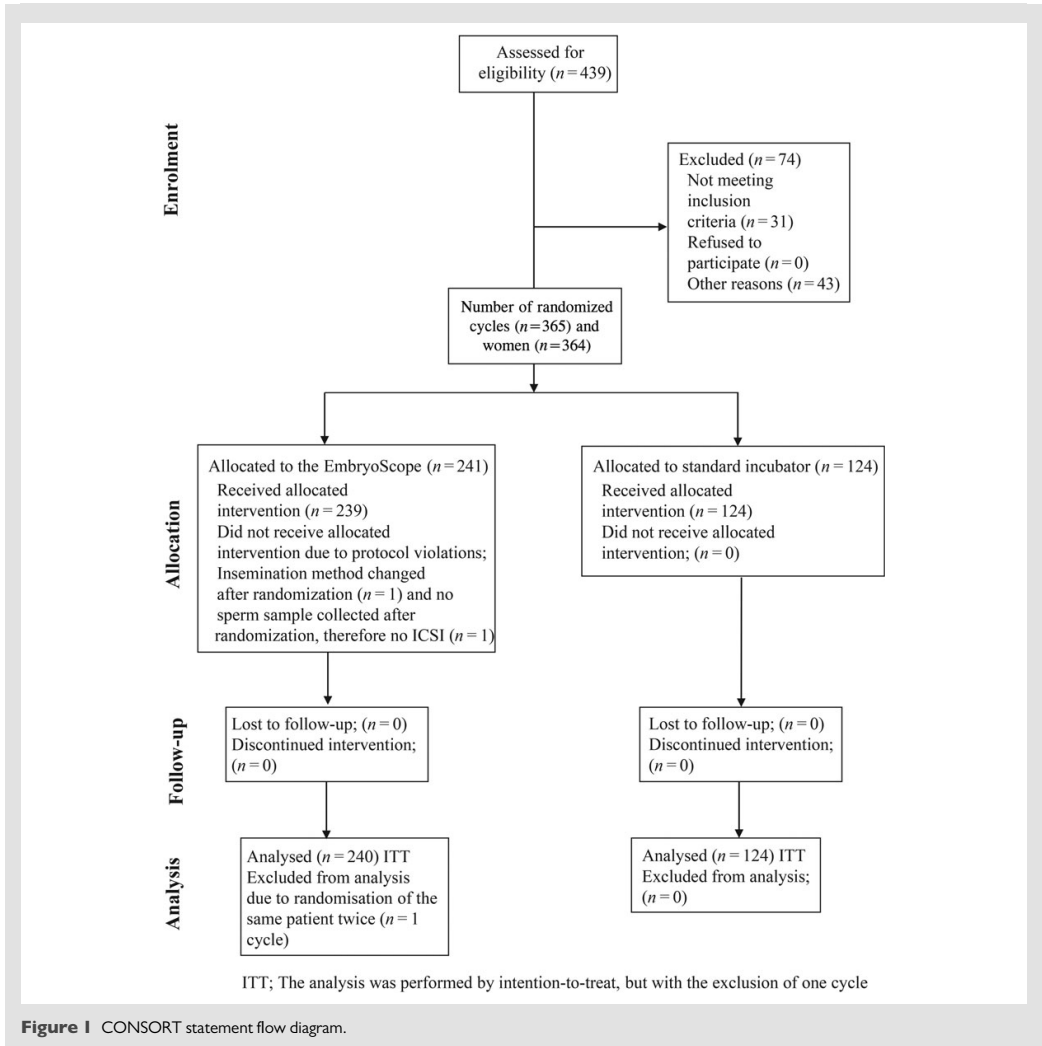 Assessed for
eligibility (n=439)
Enrolment
Excluded (n=74)
Not meeting
inclusion
criteria (n=31)
Refused to
participate (n=0)
Other reasons (n=43)
Number of randomized
cycles (n=365) and
women (n=364)
Allocation
Allocated to the EmbryoScope (n=241)
Received allocated
intervention (n=239)
Did not receive allocated
intervention due to protocol violations;
Insemination method changed
after randomization (n= 1) and no
sperm sample collected after
randomization, therefore no ICSI (n=1)
Allocated to standard incubator (n=124)
Received allocated
intervention (n=124)
Did not receive allocated
intervention; (n=0)
Follow-up
Lost to follow-up; (n=0)
Discontinued intervention;
(n=0)
Lost to follow-up; (n=0)
Discontinued intervention;
(n=0)
Analysis
Analysed (n=240) ITT
Excluded from analysis
due to randomisation of the
same patient twice (n=1
cycle)
Analysed (n=124) ITT
Excluded from analysis;
(n=0)
ITT; The analysis was performed by intention-to-treat, but with the exclusion of one cycle
Figure 1 CONSORT statement flow diagram.